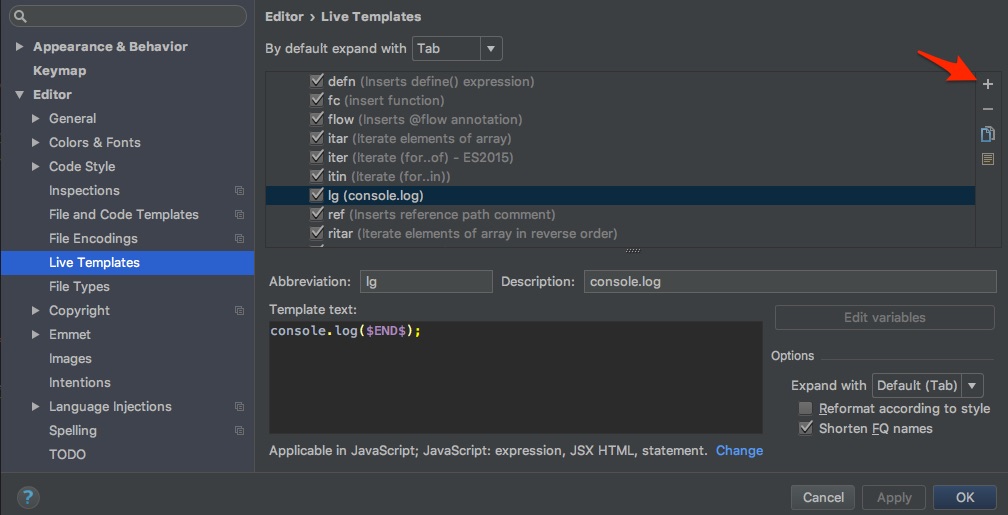 Appearance & Behavior
Keymap
Editor
General
Colors & Fonts
Code Style
Inspections
File and Code Templates
File Encodings
Live Templates
File Types
Copyright
Emmet
Images
Intentions
Language Injections
Spelling
TODO
Editor › Live Templates
By default expand with Tab
defn (Inserts define() expression)
fc (insert function)
flow (Inserts @flow annotation)
itar (Iterate elements of array)
iter (Iterate (for..of) - ES2015)
itin (Iterate (for..in))
lg (console.log)
ref (Inserts reference path comment)
ritar (Iterate elements of array in reverse order)
Abbreviation: lg Description: console.log
Template text:
console.log($END$);
Edit variables
Options
Expand with Default (Tab)
Reformat according to style
Shorten FQ names
Applicable in JavaScript; JavaScript: expression, JSX HTML, statement. Change
? Cancel Apply OK